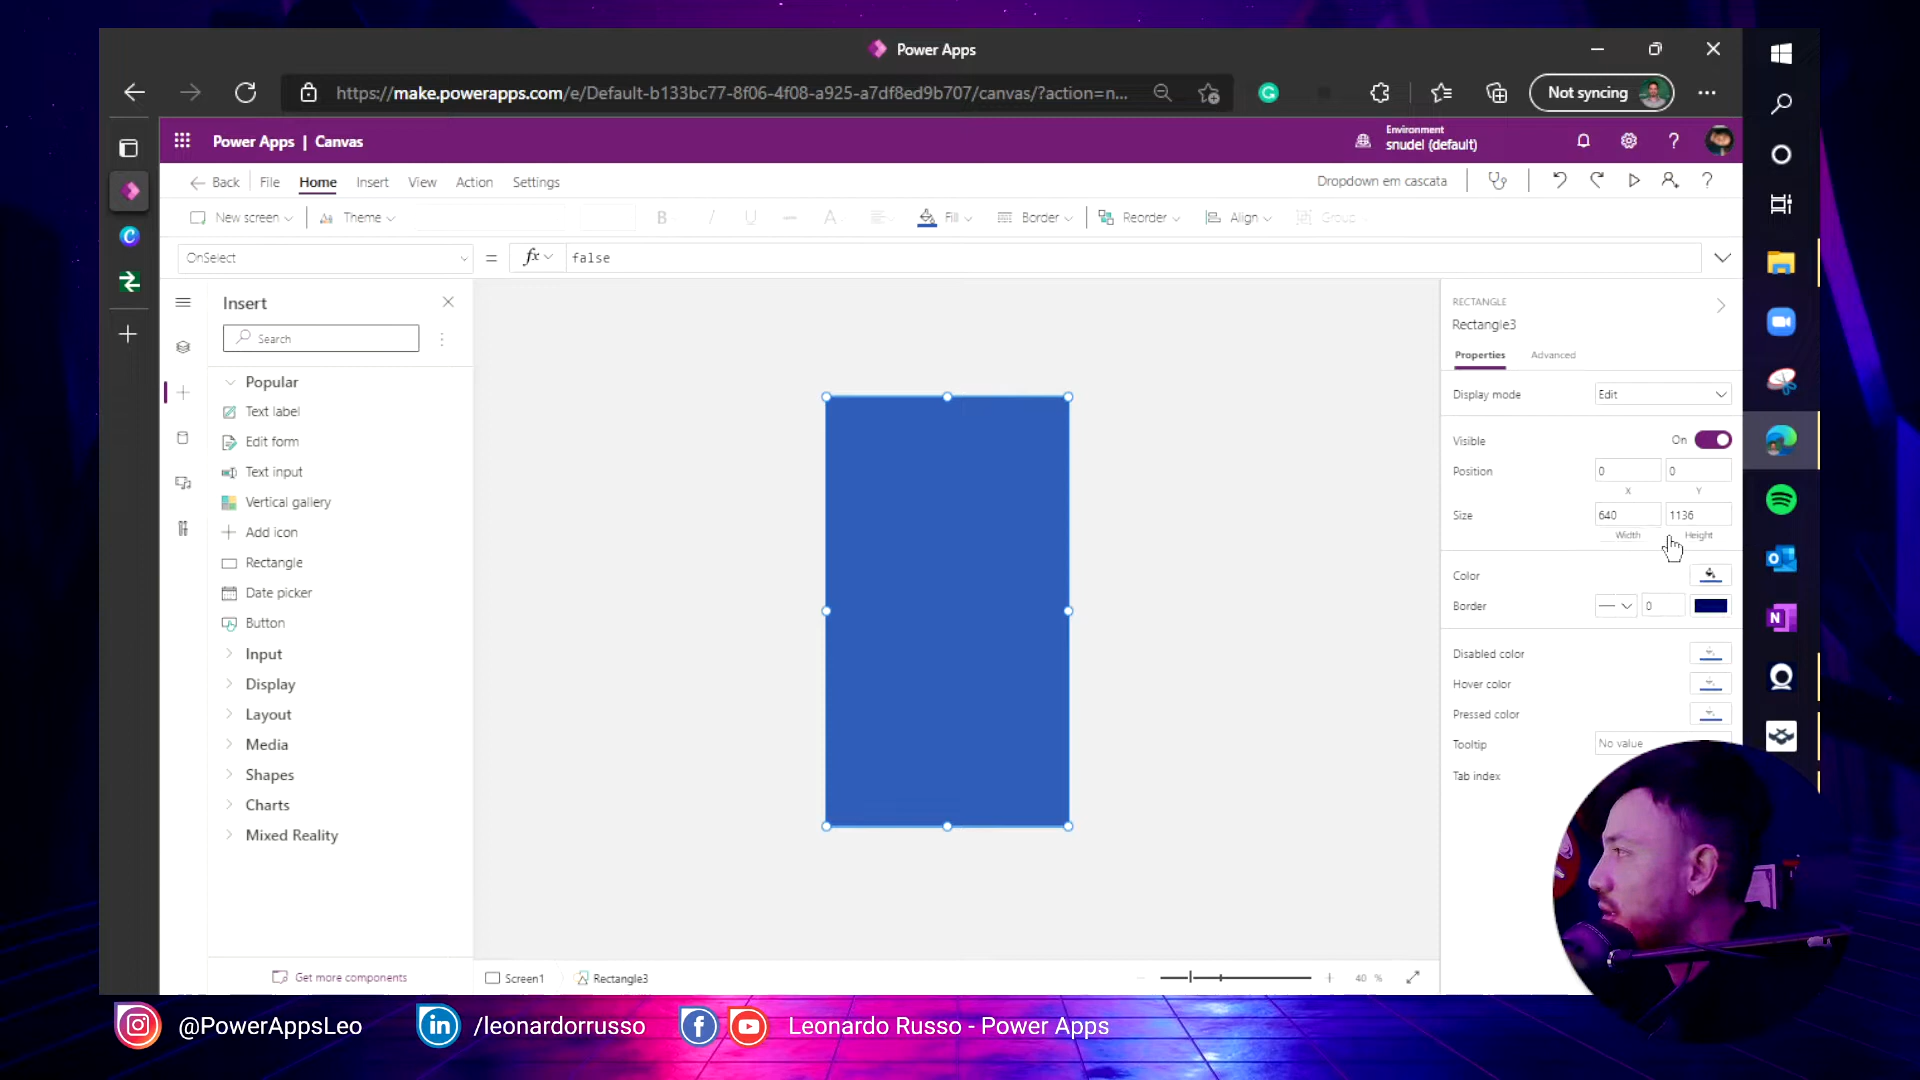 Power Apps
https://make.powerapps.com/e/Default-b133bc77-8f06-4f08-a925-a7df8ed9b707/canvas/?action=n...
Not syncing
Power Apps | Canvas
Environment
snudel (default)
Back File Home Insert View Action Settings
Dropdown em cascata
New screen Theme B I U A Fill Border Reorder Align Group
OnSelect = fx false
Insert
Search
Popular
Text label
Edit form
Text input
Vertical gallery
Add icon
Rectangle
Date picker
Button
Input
Display
Layout
Media
Shapes
Charts
Mixed Reality
Get more components
Screen1 Rectangle3
40 %
RECTANGLE
Rectangle3
Properties Advanced
Display mode Edit
Visible On
Position 0 0
X Y
Size 640 1136
Width Height
Color
Border 0
Disabled color
Hover color
Pressed color
Tooltip No value
Tab index
@PowerAppsLeo /leonardorrusso Leonardo Russo - Power Apps